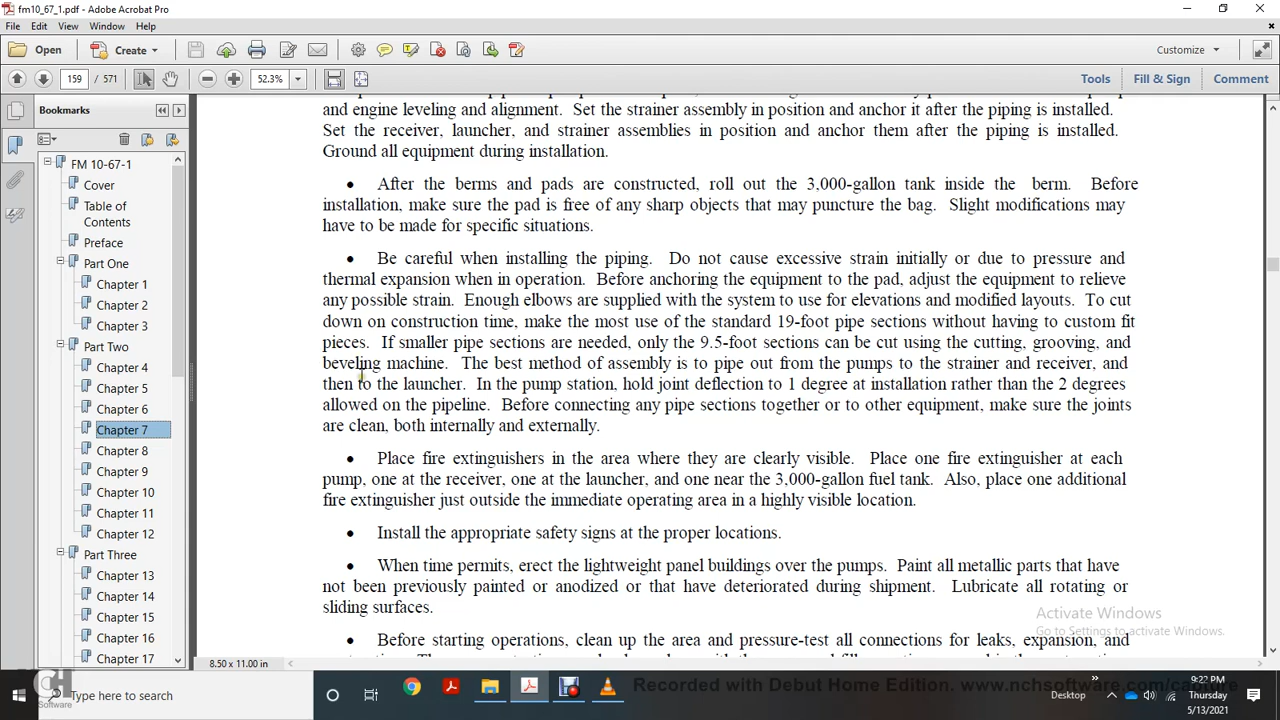 fm10_67_1.pdf - Adobe Acrobat Pro
File Edit View Window Help
Open Create Customize
159 / 571 52.3% Tools Fill & Sign Comment
Bookmarks
FM 10-67-1
Cover
Table of
Contents
Preface
Part One
Chapter 1
Chapter 2
Chapter 3
Part Two
Chapter 4
Chapter 5
Chapter 6
Chapter 7
Chapter 8
Chapter 9
Chapter 10
Chapter 11
Chapter 12
Part Three
Chapter 13
Chapter 14
Chapter 15
Chapter 16
Chapter 17
and engine leveling and alignment. Set the strainer assembly in position and anchor it after the piping is installed.
Set the receiver, launcher, and strainer assemblies in position and anchor them after the piping is installed.
Ground all equipment during installation.
• After the berms and pads are constructed, roll out the 3,000-gallon tank inside the berm. Before
installation, make sure the pad is free of any sharp objects that may puncture the bag. Slight modifications may
have to be made for specific situations.
• Be careful when installing the piping. Do not cause excessive strain initially or due to pressure and
thermal expansion when in operation. Before anchoring the equipment to the pad, adjust the equipment to relieve
any possible strain. Enough elbows are supplied with the system to use for elevations and modified layouts. To cut
down on construction time, make the most use of the standard 19-foot pipe sections without having to custom fit
pieces. If smaller pipe sections are needed, only the 9.5-foot sections can be cut using the cutting, grooving, and
beveling machine. The best method of assembly is to pipe out from the pumps to the strainer and receiver, and
then to the launcher. In the pump station, hold joint deflection to 1 degree at installation rather than the 2 degrees
allowed on the pipeline. Before connecting any pipe sections together or to other equipment, make sure the joints
are clean, both internally and externally.
• Place fire extinguishers in the area where they are clearly visible. Place one fire extinguisher at each
pump, one at the receiver, one at the launcher, and one near the 3,000-gallon fuel tank. Also, place one additional
fire extinguisher just outside the immediate operating area in a highly visible location.
• Install the appropriate safety signs at the proper locations.
• When time permits, erect the lightweight panel buildings over the pumps. Paint all metallic parts that have
not been previously painted or anodized or that have deteriorated during shipment. Lubricate all rotating or
sliding surfaces.
• Before starting operations, clean up the area and pressure-test all connections for leaks, expansion, and
Activate Windows
Go to Settings to activate Windows.
8.50 x 11.00 in
NCH
Software
Type here to search
Recorded with Debut Home Edition. www.nchsoftware.com/capture
Desktop
9:22 PM
Thursday
5/13/2021